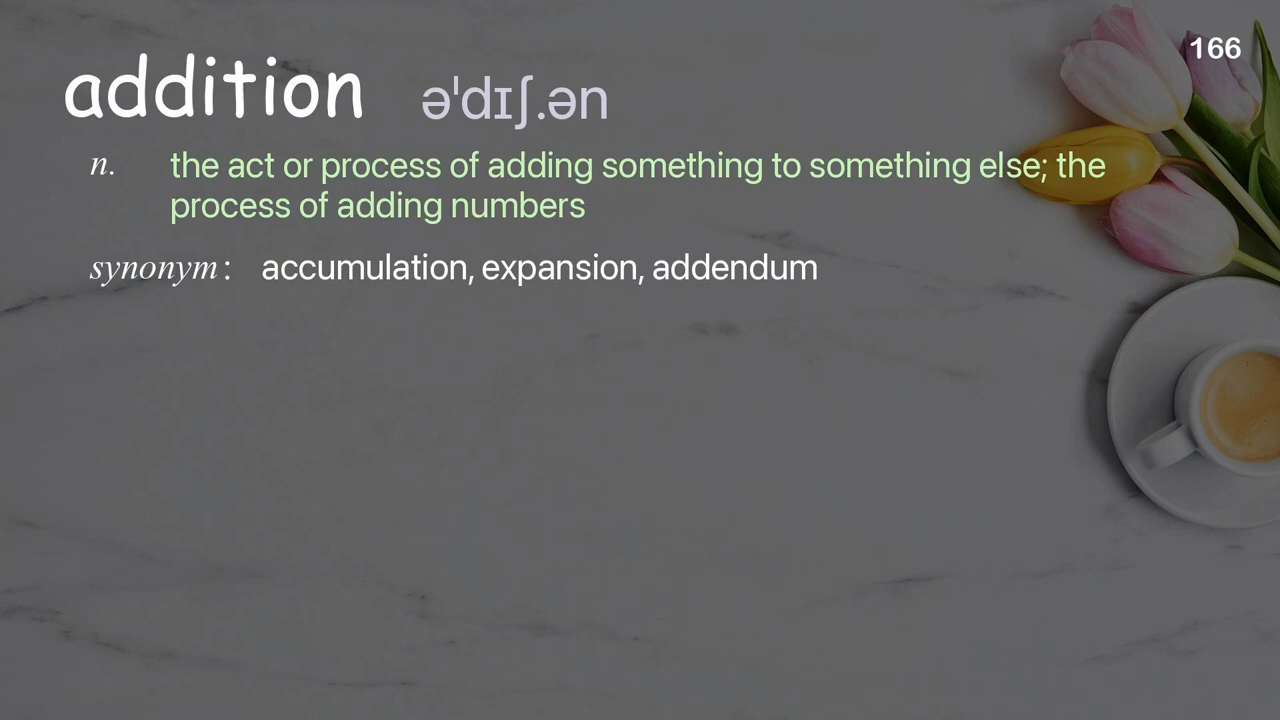 166
addition əˈdɪʃ.ən
n. the act or process of adding something to something else; the
process of adding numbers
synonym: accumulation, expansion, addendum